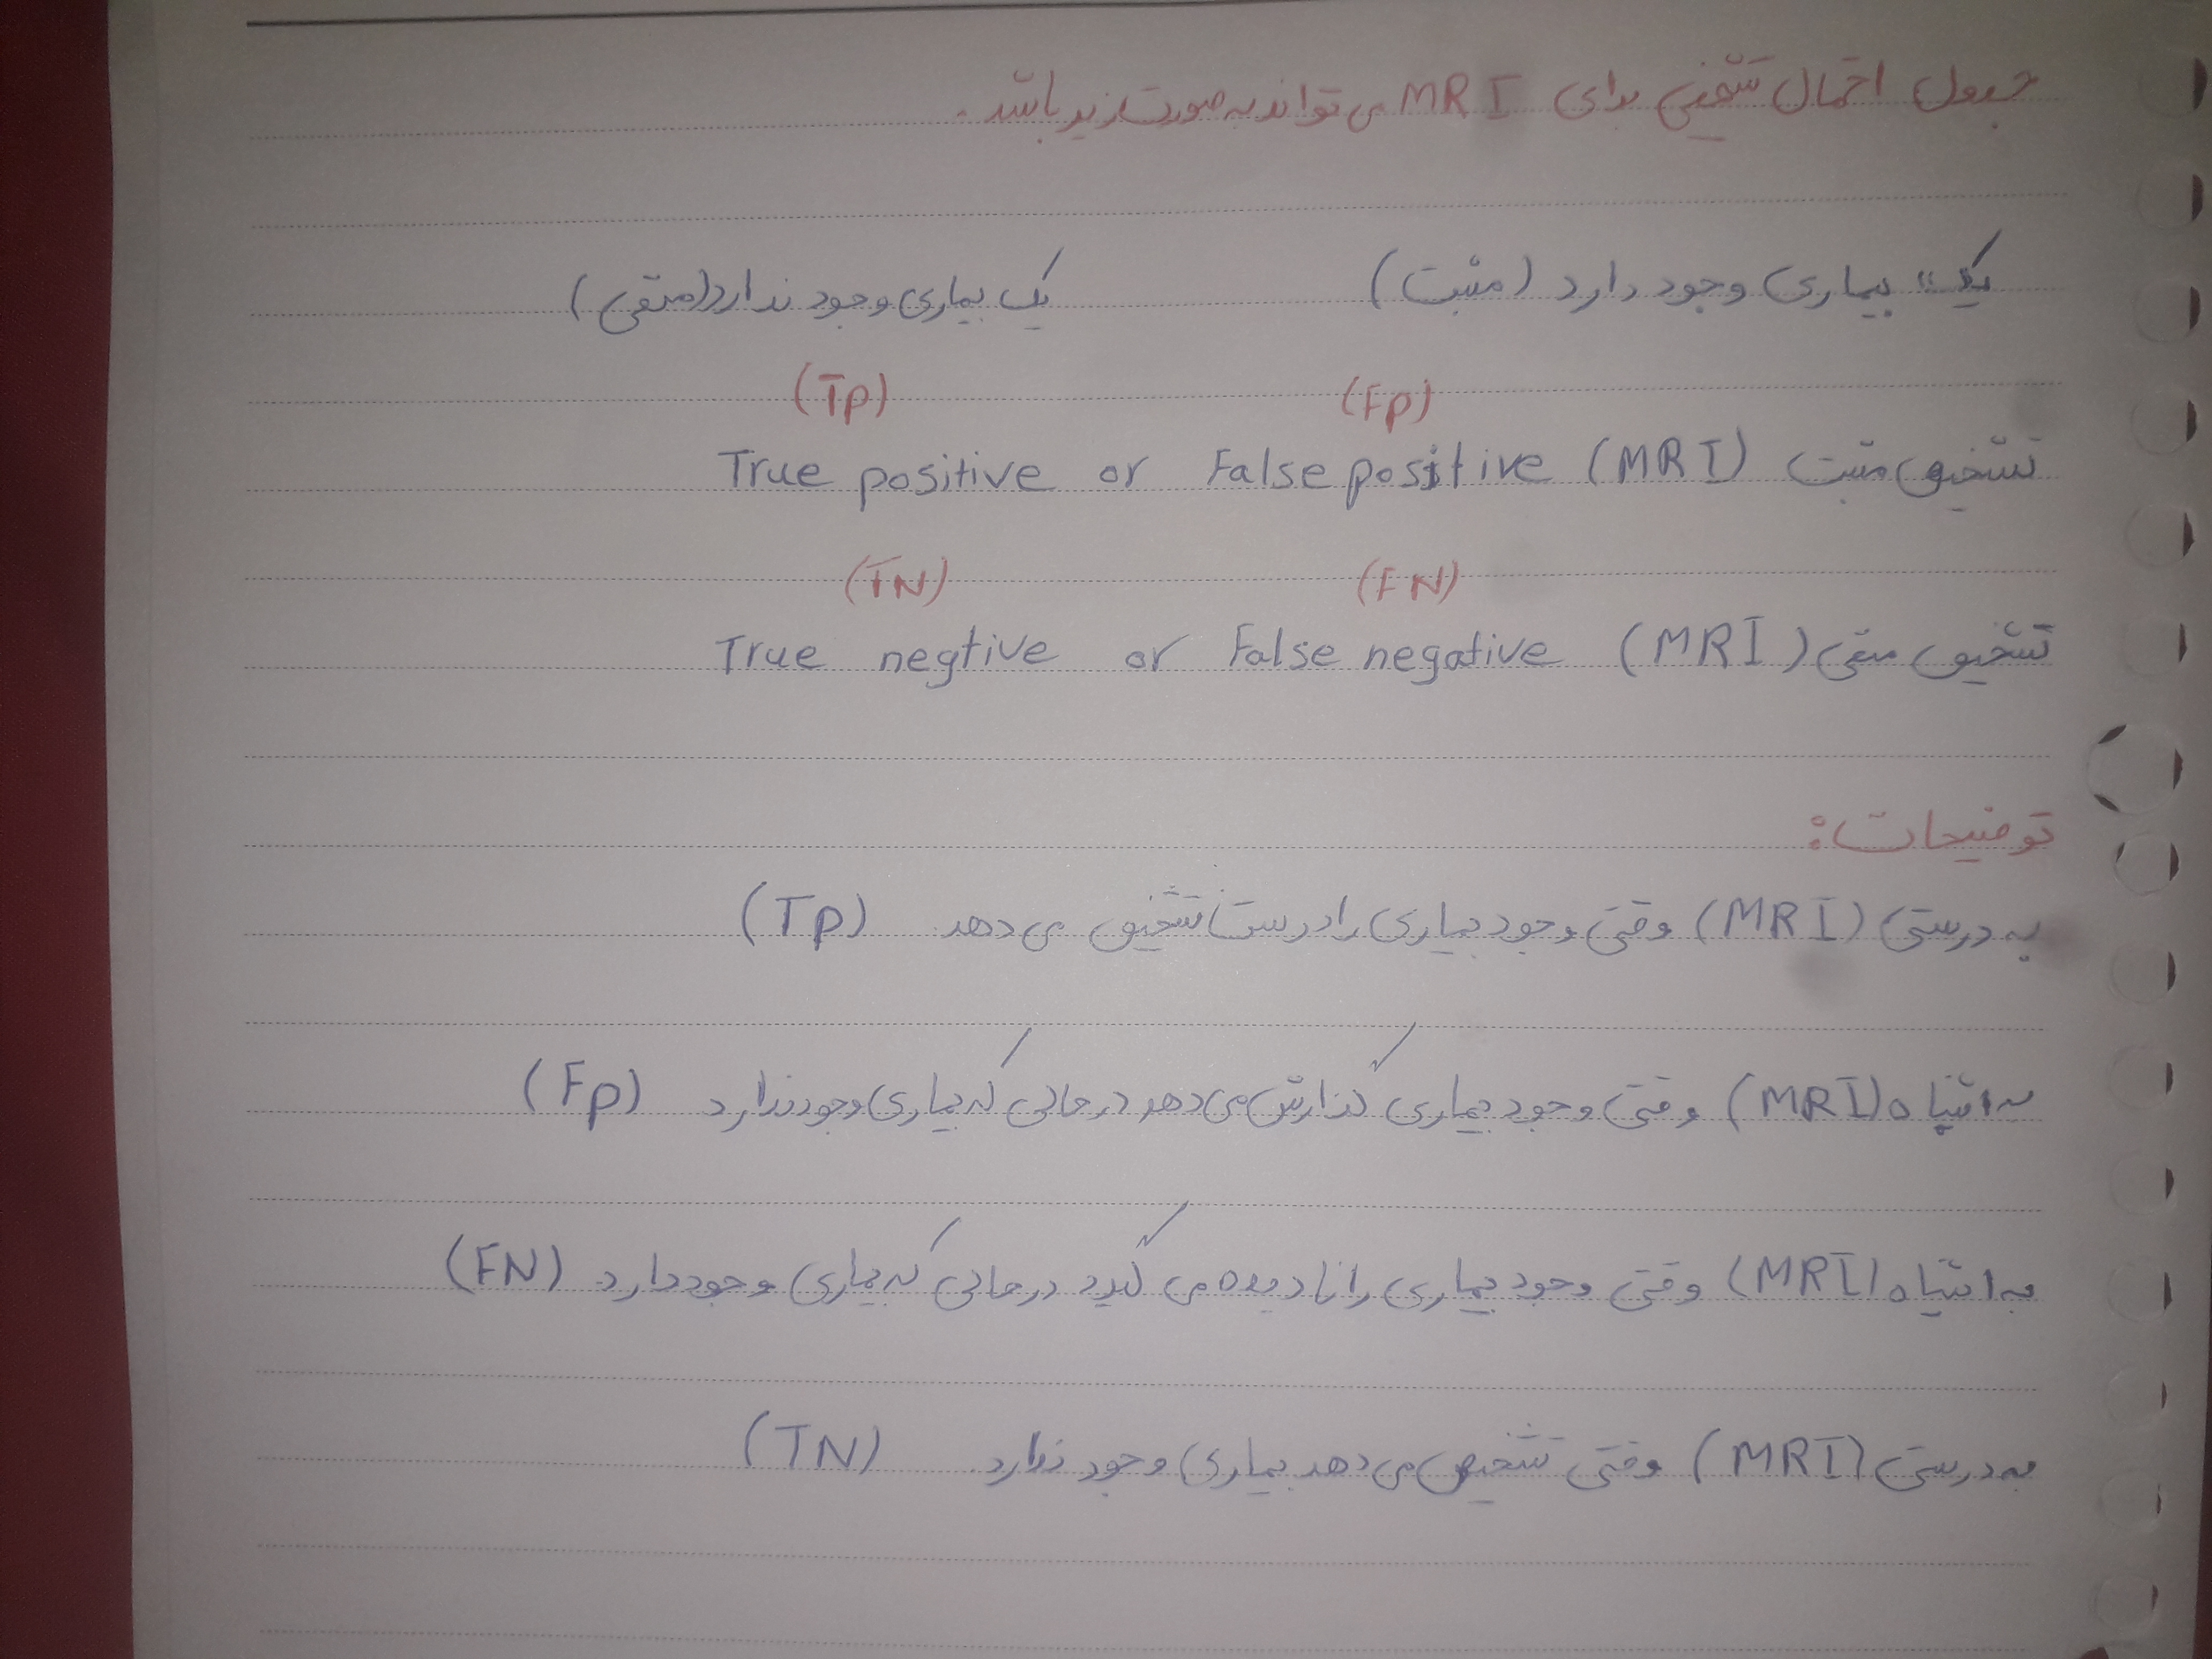 جدول احتمال تشخیص برای MRI می تواند به صورت زیر باشد.
یک بیماری وجود دارد (مثبت) یک بیماری وجود ندارد (منفی)
(FP) (TP)
تشخیص مثبت (MRI) True positive or False positive
(FN) (TN)
تشخیص منفی (MRI) True negtive or False negative
توضیحات:
به درستی (MRI) وقتی وجود بیماری را درست تشخیص می دهد (TP)
به اشتباه (MRI) وقتی وجود بیماری گزارش می دهد در حالی که بیماری وجود ندارد (FP)
به اشتباه (MRI) وقتی وجود بیماری را نادیده می گیرد در حالی که بیماری وجود دارد. (FN)
به درستی (MRI) وقتی تشخیص می دهد بیماری وجود ندارد. (TN)